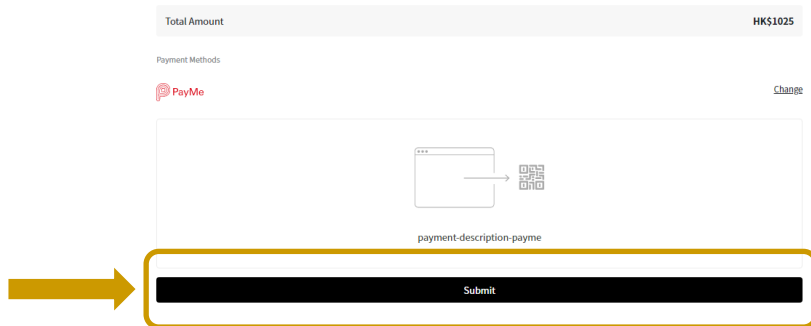 Total Amount HK$1025
Payment Methods
PayMe Change
payment-description-payme
Submit